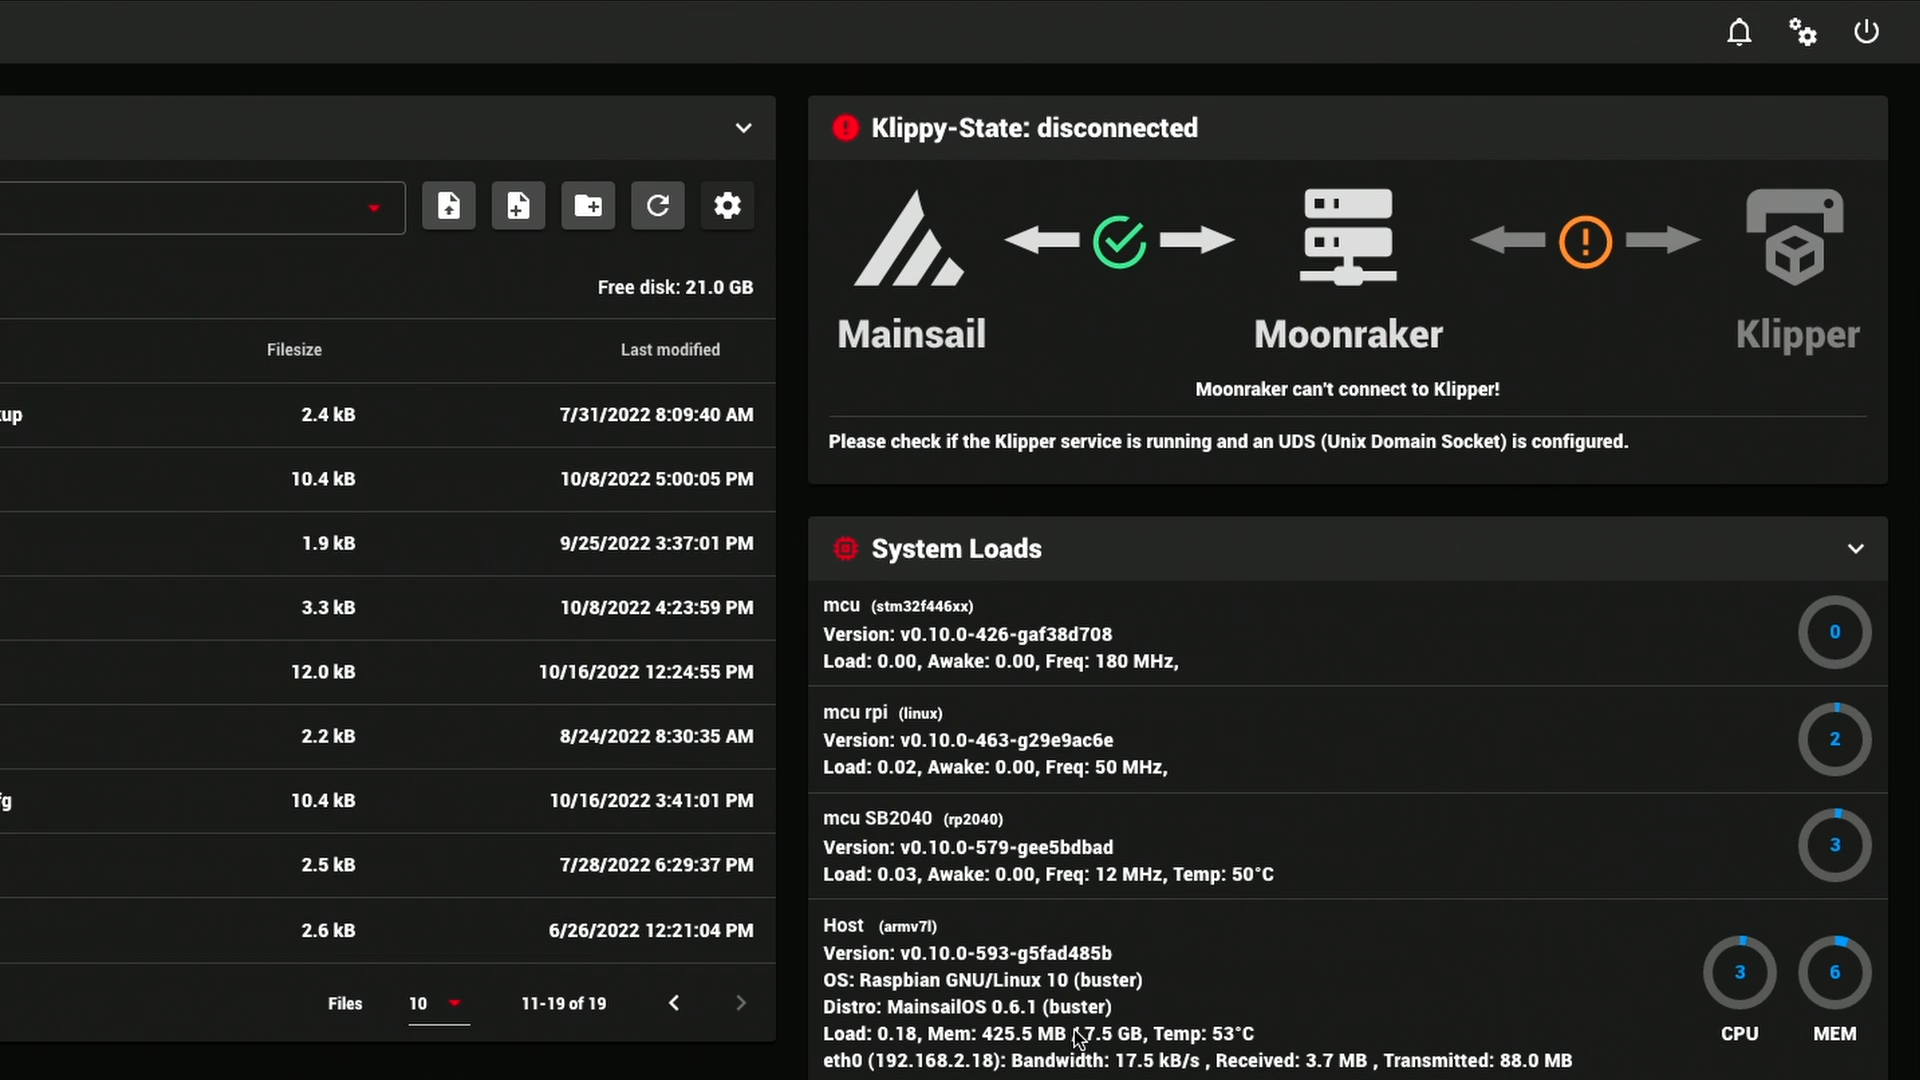 Free disk: 21.0 GB
Filesize
Last modified
kup
2.4 kB
7/31/2022 8:09:40 AM
10.4 kB
10/8/2022 5:00:05 PM
1.9 kB
9/25/2022 3:37:01 PM
3.3 kB
10/8/2022 4:23:59 PM
12.0 kB
10/16/2022 12:24:55 PM
2.2 kB
8/24/2022 8:30:35 AM
fg
10.4 kB
10/16/2022 3:41:01 PM
2.5 kB
7/28/2022 6:29:37 PM
2.6 kB
6/26/2022 12:21:04 PM
Files
10
11-19 of 19
Klippy-State: disconnected
Mainsail
Moonraker
Klipper
Moonraker can't connect to Klipper!
Please check if the Klipper service is running and an UDS (Unix Domain Socket) is configured.
System Loads
mcu (stm32f446xx)
Version: v0.10.0-426-gaf38d708
Load: 0.00, Awake: 0.00, Freq: 180 MHz,
0
mcu rpi (linux)
Version: v0.10.0-463-g29e9ac6e
Load: 0.02, Awake: 0.00, Freq: 50 MHz,
2
mcu SB2040 (rp2040)
Version: v0.10.0-579-gee5bdbad
Load: 0.03, Awake: 0.00, Freq: 12 MHz, Temp: 50°C
3
Host (armv7l)
Version: v0.10.0-593-g5fad485b
OS: Raspbian GNU/Linux 10 (buster)
Distro: MainsailOS 0.6.1 (buster)
Load: 0.18, Mem: 425.5 MB / 7.5 GB, Temp: 53°C
eth0 (192.168.2.18): Bandwidth: 17.5 kB/s , Received: 3.7 MB , Transmitted: 88.0 MB
3
CPU
6
MEM